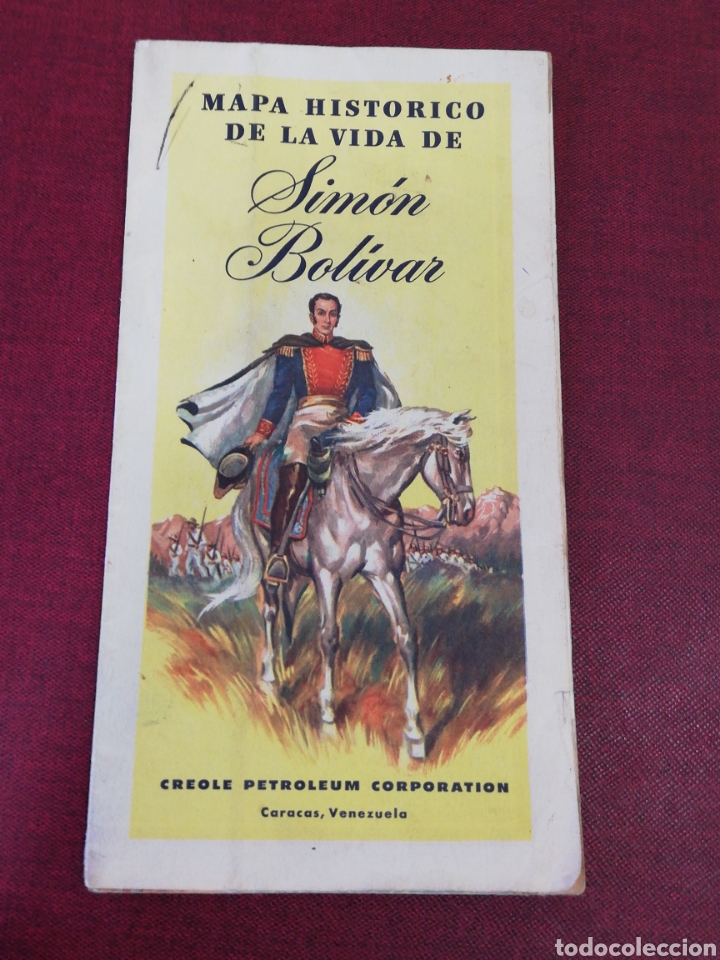 MAPA HISTORICO
DE LA VIDA DE
Simón
Bolívar
CREOLE PETROLEUM CORPORATION
Caracas, Venezuela
todocoleccion